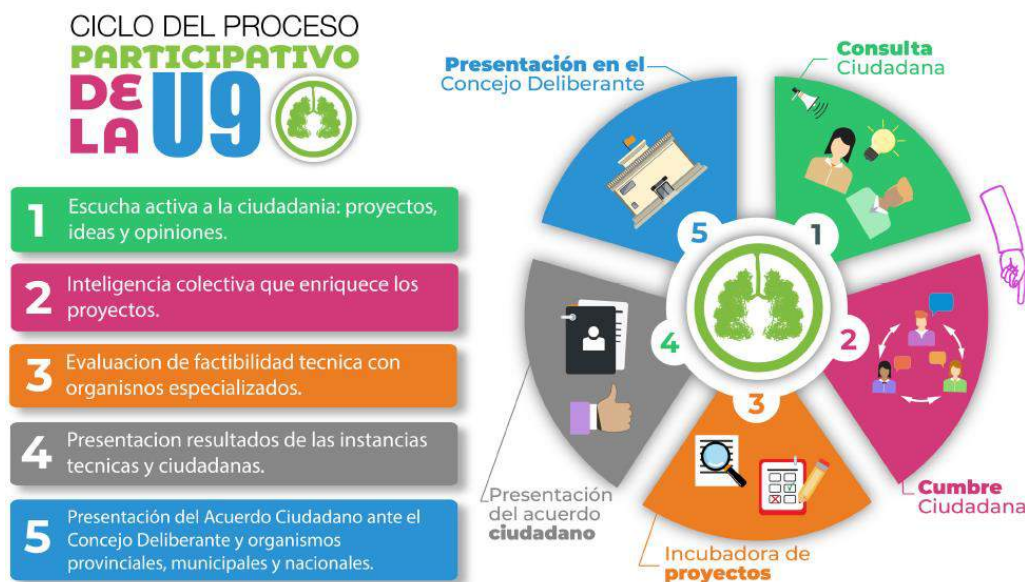 CICLO DEL PROCESO
PARTICIPATIVO
DE LA U9
1 Escucha activa a la ciudadania: proyectos,
ideas y opiniones.
2 Inteligencia colectiva que enriquece los
proyectos.
3 Evaluacion de factibilidad tecnica con
organisnos especializados.
4 Presentacion resultados de las instancias
tecnicas y ciudadanas.
5 Presentación del Acuerdo Ciudadano ante el
Concejo Deliberante y organismos
provinciales, municipales y nacionales.
Presentación en el
Concejo Deliberante
Consulta
Ciudadana
5
1
4
2
3
Presentación
del acuerdo
ciudadano
Incubadora de
proyectos
Cumbre
Ciudadana